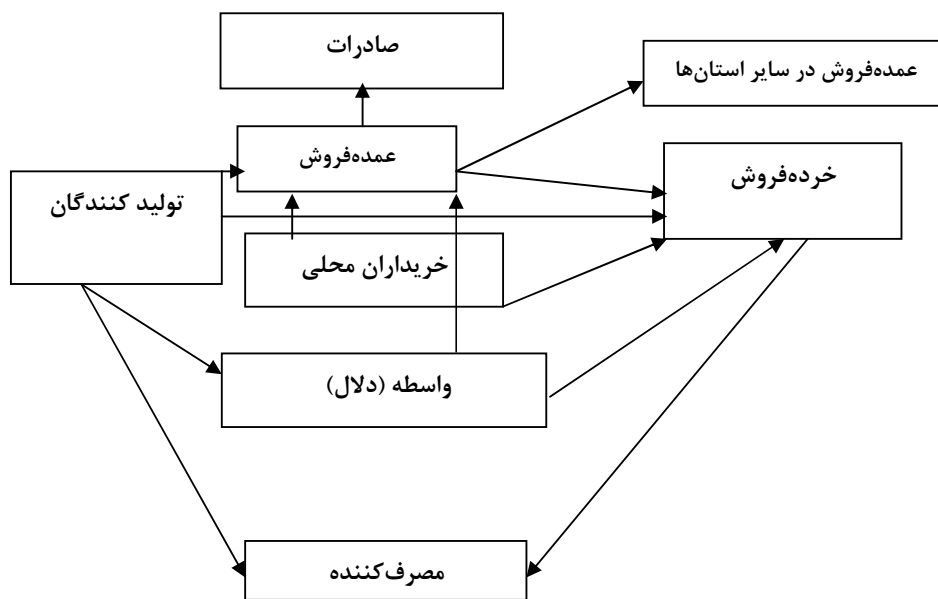 صادرات
عمده‌فروش در سایر استان‌ها
عمده‌فروش
خرده‌فروش
تولید کنندگان
خریداران محلی
واسطه (دلال)
مصرف‌کننده